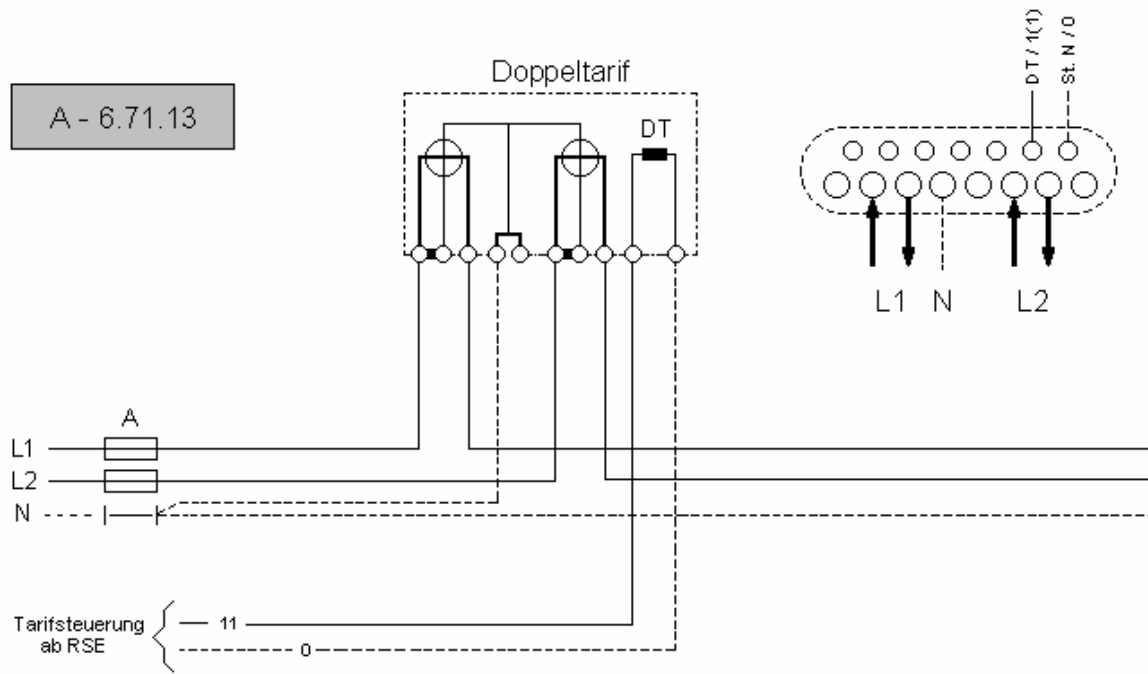 Doppeltarif
A - 6.71.13
DT
DT / 1(1)
St. N / 0
L1 N L2
A
L1
L2
N
Tarifsteuerung
ab RSE
11
0